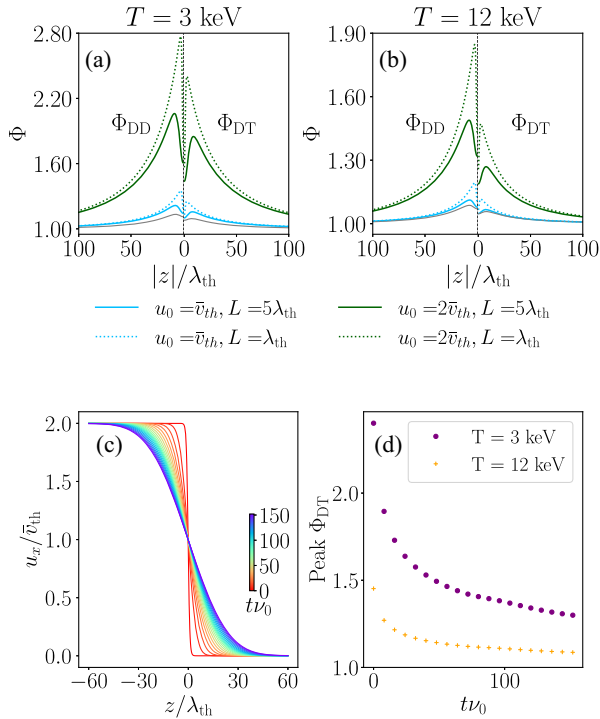 T = 3 keV
T = 12 keV
(a)
(b)
Φ
2.80
2.20
1.60
1.00
Φ_DD
Φ_DT
100 50 0 50 100
|z|/λ_th
Φ
1.90
1.60
1.30
1.00
Φ_DD
Φ_DT
100 50 0 50 100
|z|/λ_th
u_0 = v̄_th, L = 5λ_th
u_0 = 2v̄_th, L = 5λ_th
u_0 = v̄_th, L = λ_th
u_0 = 2v̄_th, L = λ_th
(c)
u_x/v̄_th
2.0
1.5
1.0
0.5
0.0
150
100
50
0
tν_0
−60 −30 0 30 60
z/λ_th
(d)
T = 3 keV
T = 12 keV
Peak Φ_DT
2.0
1.5
1.0
0 100
tν_0